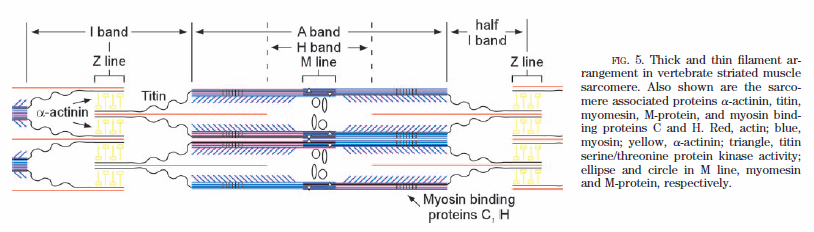 I band
A band
half
I band
H band
Z line
M line
Z line
Titin
α-actinin
Myosin binding
proteins C, H
FIG. 5. Thick and thin filament ar-
rangement in vertebrate striated muscle
sarcomere. Also shown are the sarco-
mere associated proteins α-actinin, titin,
myomesin, M-protein, and myosin bind-
ing proteins C and H. Red, actin; blue,
myosin; yellow, α-actinin; triangle, titin
serine/threonine protein kinase activity;
ellipse and circle in M line, myomesin
and M-protein, respectively.